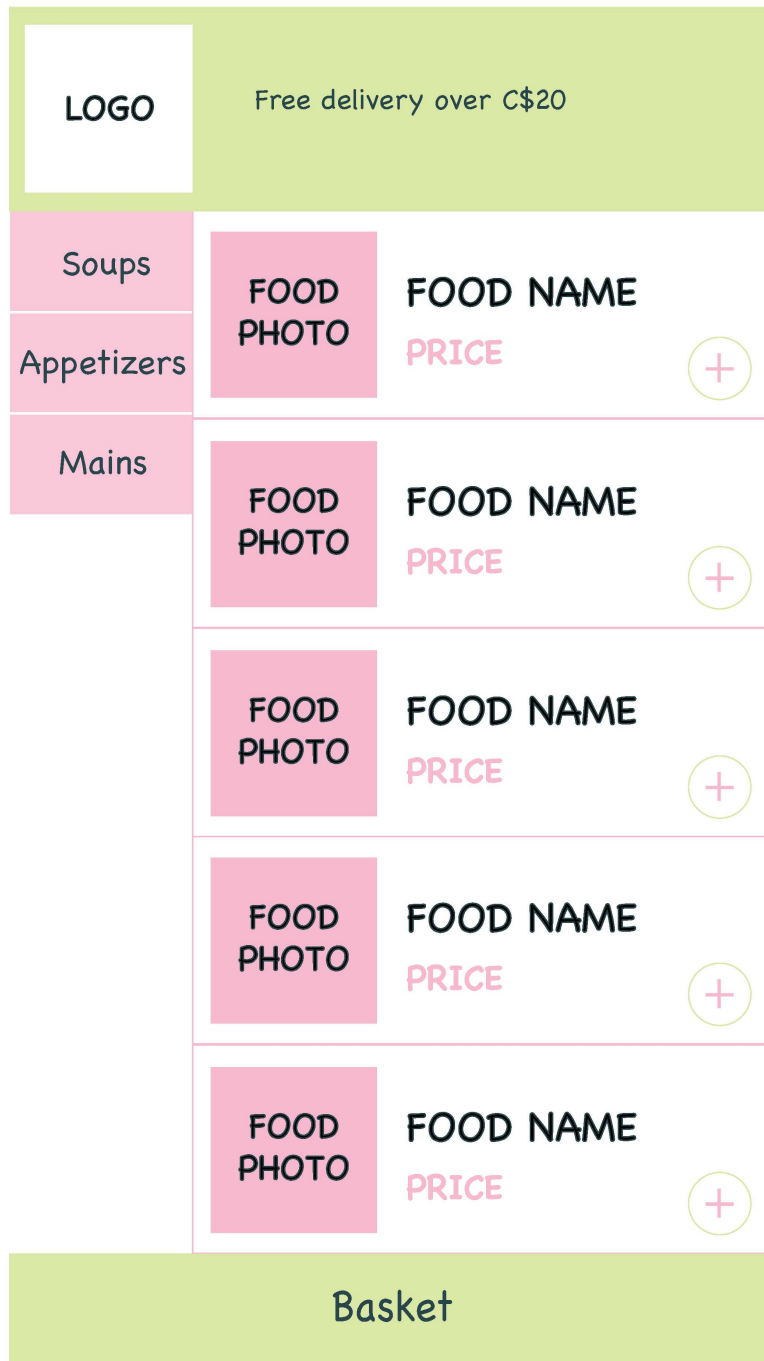 LOGO
Free delivery over C$20
Soups
Appetizers
Mains
FOOD
PHOTO
FOOD NAME
PRICE
+
FOOD
PHOTO
FOOD NAME
PRICE
+
FOOD
PHOTO
FOOD NAME
PRICE
+
FOOD
PHOTO
FOOD NAME
PRICE
+
FOOD
PHOTO
FOOD NAME
PRICE
+
Basket